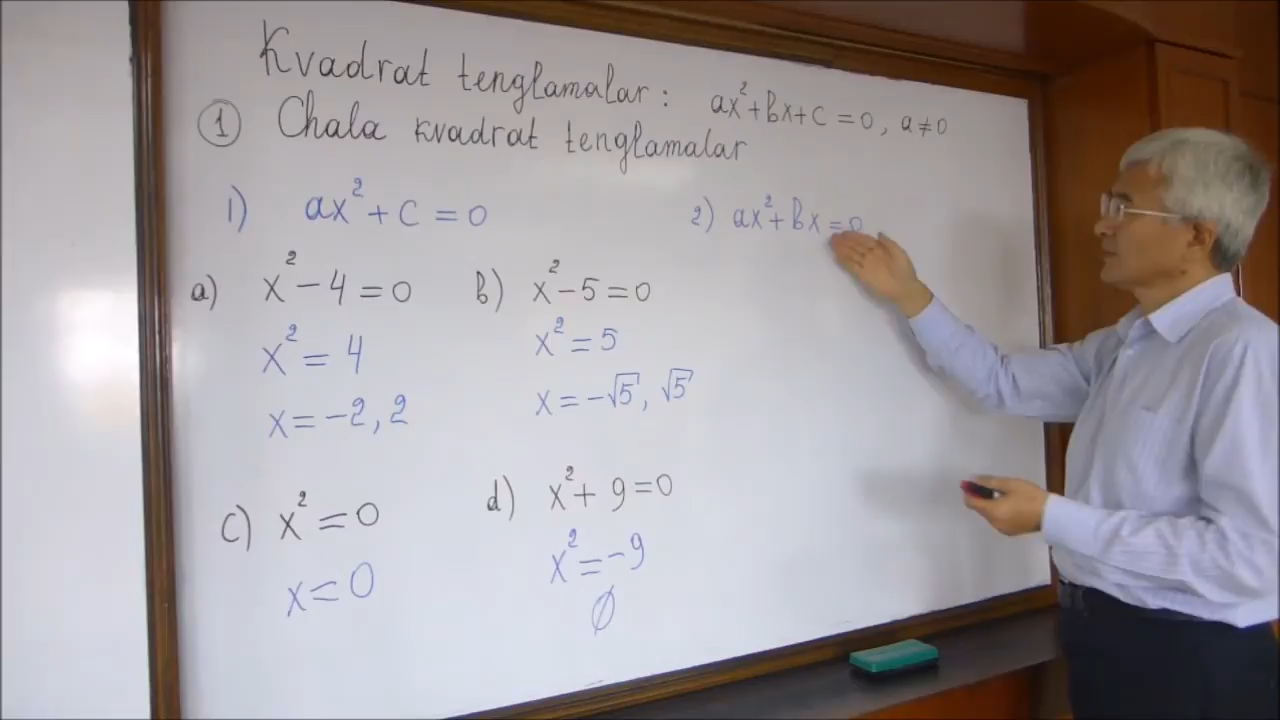 Kvadrat tenglamalar: ax²+bx+c=0, a≠0
① Chala kvadrat tenglamalar
1) ax²+c=0
2) ax²+bx=0
a) x²-4=0
x²=4
x=-2, 2
b) x²-5=0
x²=5
x=-√5, √5
c) x²=0
x=0
d) x²+9=0
x²=-9
∅